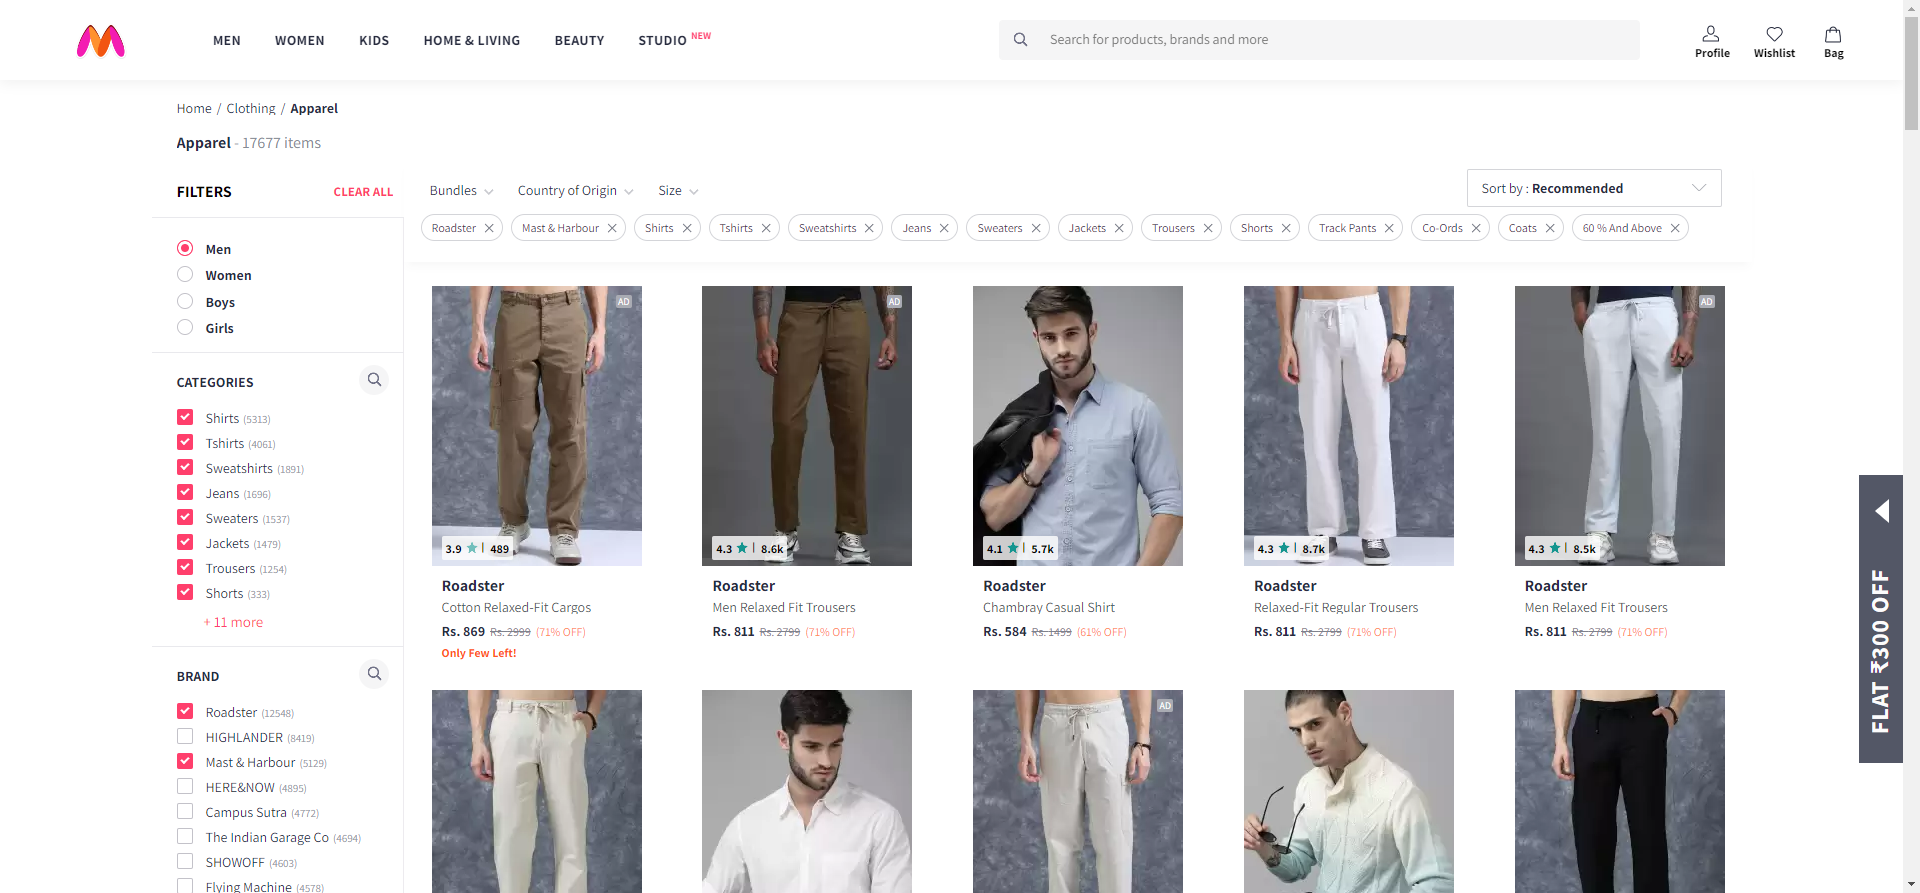 MEN WOMEN KIDS HOME & LIVING BEAUTY STUDIO NEW
Search for products, brands and more
Profile Wishlist Bag
Home / Clothing / Apparel
Apparel - 17677 items
FILTERS CLEAR ALL
Bundles Country of Origin Size
Sort by : Recommended
Roadster Mast & Harbour Shirts Tshirts Sweatshirts Jeans Sweaters Jackets Trousers Shorts Track Pants Co-Ords Coats 60 % And Above
Men
Women
Boys
Girls
CATEGORIES
Shirts (5313)
Tshirts (4061)
Sweatshirts (1891)
Jeans (1696)
Sweaters (1537)
Jackets (1479)
Trousers (1254)
Shorts (333)
+ 11 more
BRAND
Roadster (12548)
HIGHLANDER (8419)
Mast & Harbour (5129)
HERE&NOW (4895)
Campus Sutra (4772)
The Indian Garage Co (4694)
SHOWOFF (4603)
Flying Machine (4578)
AD
3.9 ★ | 489
Roadster
Cotton Relaxed-Fit Cargos
Rs. 869 Rs. 2999 (71% OFF)
Only Few Left!
AD
4.3 ★ | 8.6k
Roadster
Men Relaxed Fit Trousers
Rs. 811 Rs. 2799 (71% OFF)
4.1 ★ | 5.7k
Roadster
Chambray Casual Shirt
Rs. 584 Rs. 1499 (61% OFF)
4.3 ★ | 8.7k
Roadster
Relaxed-Fit Regular Trousers
Rs. 811 Rs. 2799 (71% OFF)
AD
4.3 ★ | 8.5k
Roadster
Men Relaxed Fit Trousers
Rs. 811 Rs. 2799 (71% OFF)
AD
FLAT ₹300 OFF